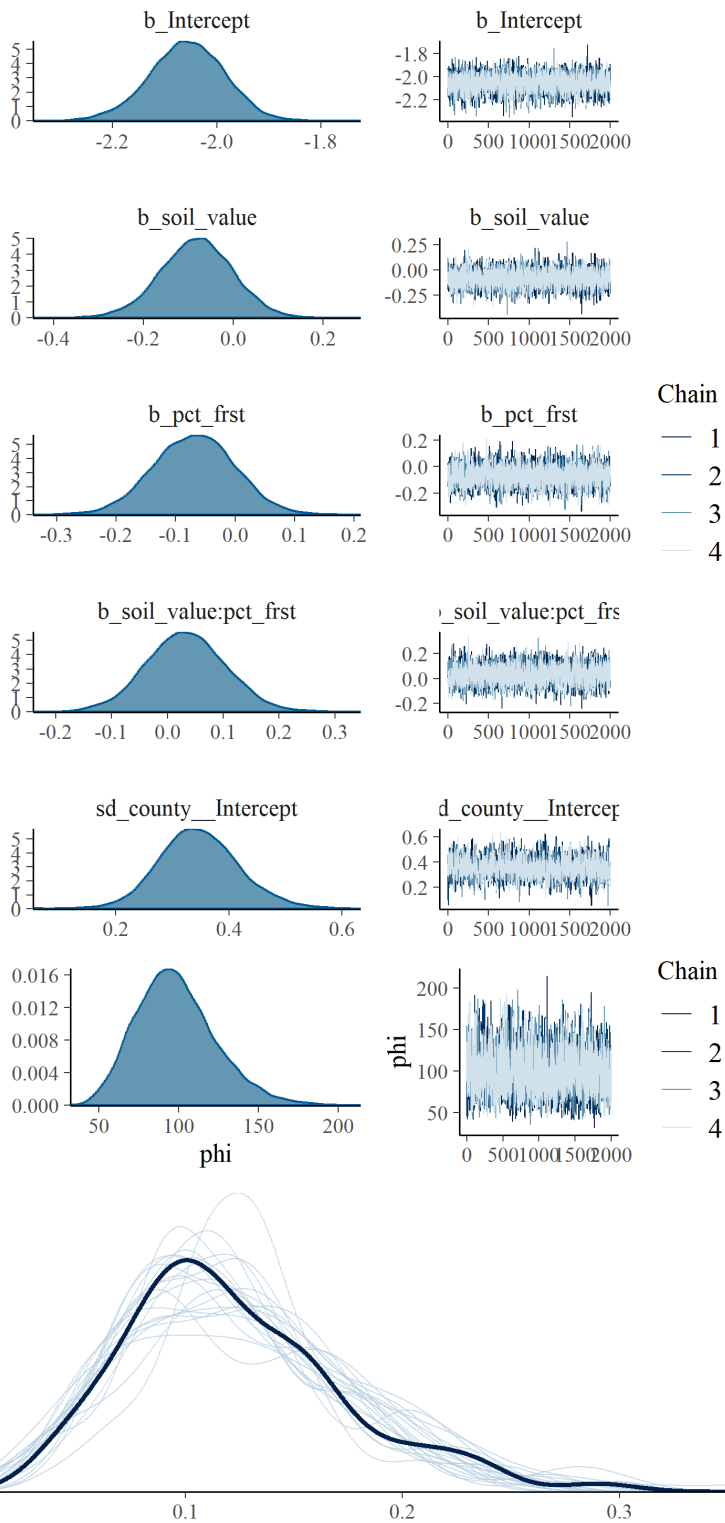 b_Intercept b_Intercept
5 4 3 2 1 0
-2.2 -2.0 -1.8
-1.8 -2.0 -2.2
0 500 1000 1500 2000
b_soil_value b_soil_value
5 4 3 2 1 0
-0.4 -0.2 0.0 0.2
0.25 0.00 -0.25
0 500 1000 1500 2000
b_pct_frst b_pct_frst
5 4 3 2 1 0
-0.3 -0.2 -0.1 0.0 0.1 0.2
0.2 0.0 -0.2
0 500 1000 1500 2000
Chain
1
2
3
4
b_soil_value:pct_frst _soil_value:pct_frs
5 4 3 2 1 0
-0.2 -0.1 0.0 0.1 0.2 0.3
0.2 0.0 -0.2
0 500 1000 1500 2000
sd_county__Intercept d_county__Intercep
5 4 3 2 1 0
0.2 0.4 0.6
0.6 0.4 0.2
0 500 1000 1500 2000
0.016
0.012
0.008
0.004
0.000
50 100 150 200
phi
phi
200
150
100
50
0 500 1000 1500 2000
Chain
1
2
3
4
0.1 0.2 0.3